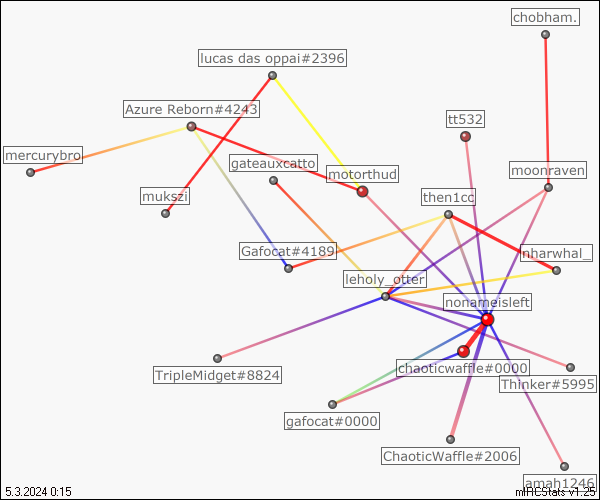 chobham.
lucas das oppai#2396
Azure Reborn#4243
tt532
mercurybro
gateauxratto
motorthud
moonraven
mukszi
then1cc
Gafocat#4189
nharwhal_
leholy_otter
nonameisleft
chaoticwaffle#0000
TripleMidget#8824
Thinker#5995
gafocat#0000
ChaoticWaffle#2006
amah1246
5.3.2024 0:15
mIRCStats v1.25